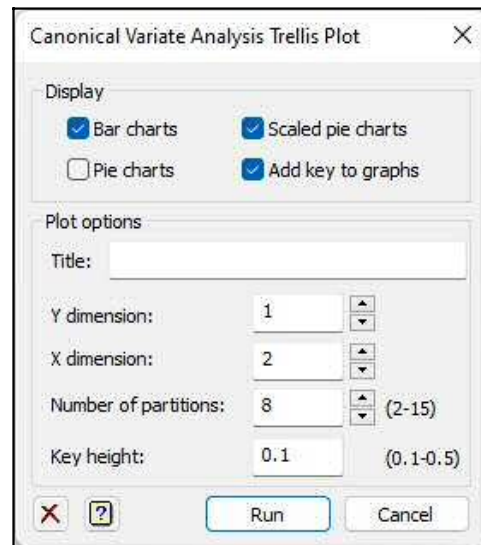 Canonical Variate Analysis Trellis Plot
Display
Bar charts Scaled pie charts
Pie charts Add key to graphs
Plot options
Title:
Y dimension: 1
X dimension: 2
Number of partitions: 8 (2-15)
Key height: 0.1 (0.1-0.5)
? Run Cancel